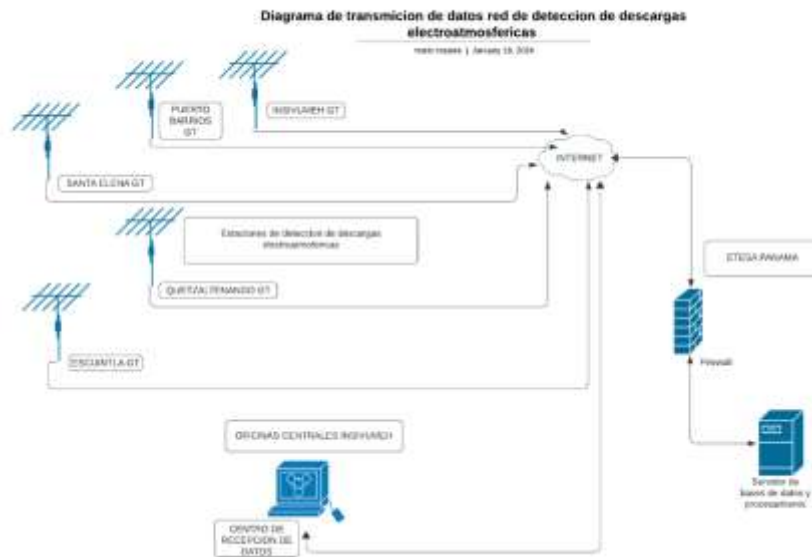 Diagrama de transmicion de datos red de deteccion de descargas
electroatmosfericas
January 18, 2024
PUERTO
BARRIOS
GT
INSIVUMEH GT
INTERNET
SANTA ELENA GT
Estaciones de deteccion de descargas
electroatmosfericas
ETESA PANAMA
QUETZALTENANGO GT
Firewall
ESCUINTLA GT
OFICINAS CENTRALES INSIVUMEH
Servidor de
bases de datos y
procesamiento
CENTRO DE
RECEPCION DE
DATOS